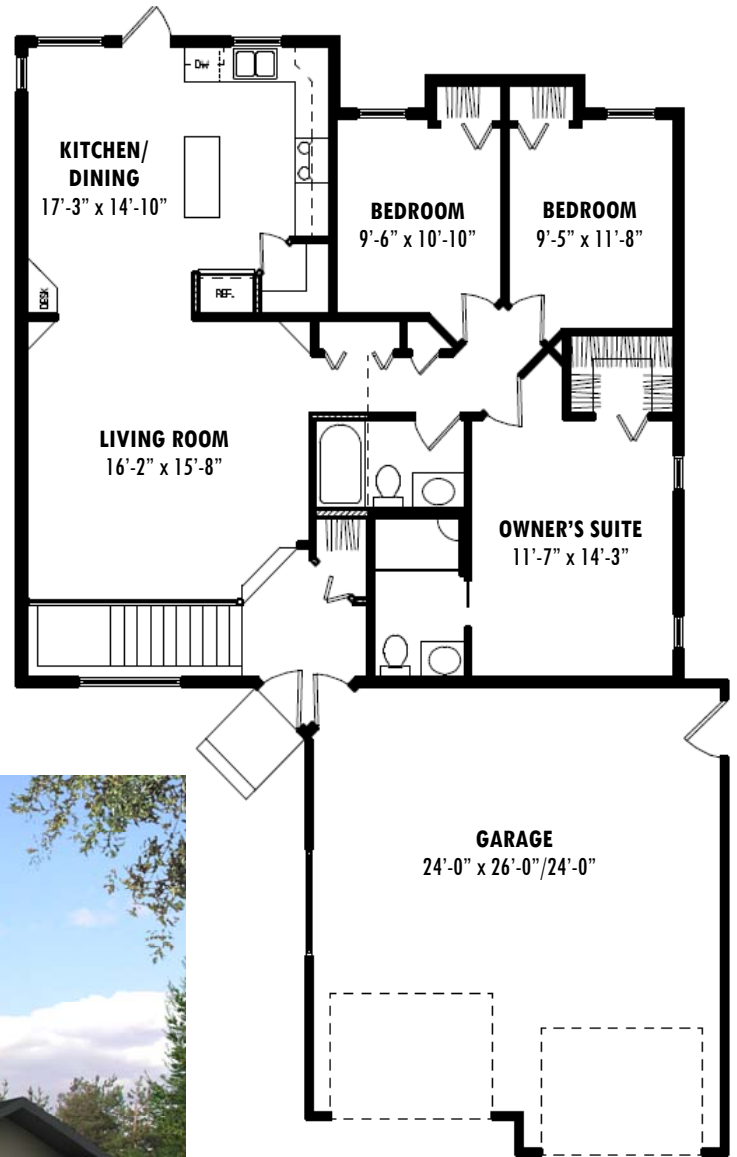 DW
KITCHEN/
DINING
17'-3" x 14'-10"
BEDROOM
9'-6" x 10'-10"
BEDROOM
9'-5" x 11'-8"
DESK
REF.
LIVING ROOM
16'-2" x 15'-8"
OWNER'S SUITE
11'-7" x 14'-3"
GARAGE
24'-0" x 26'-0"/24'-0"